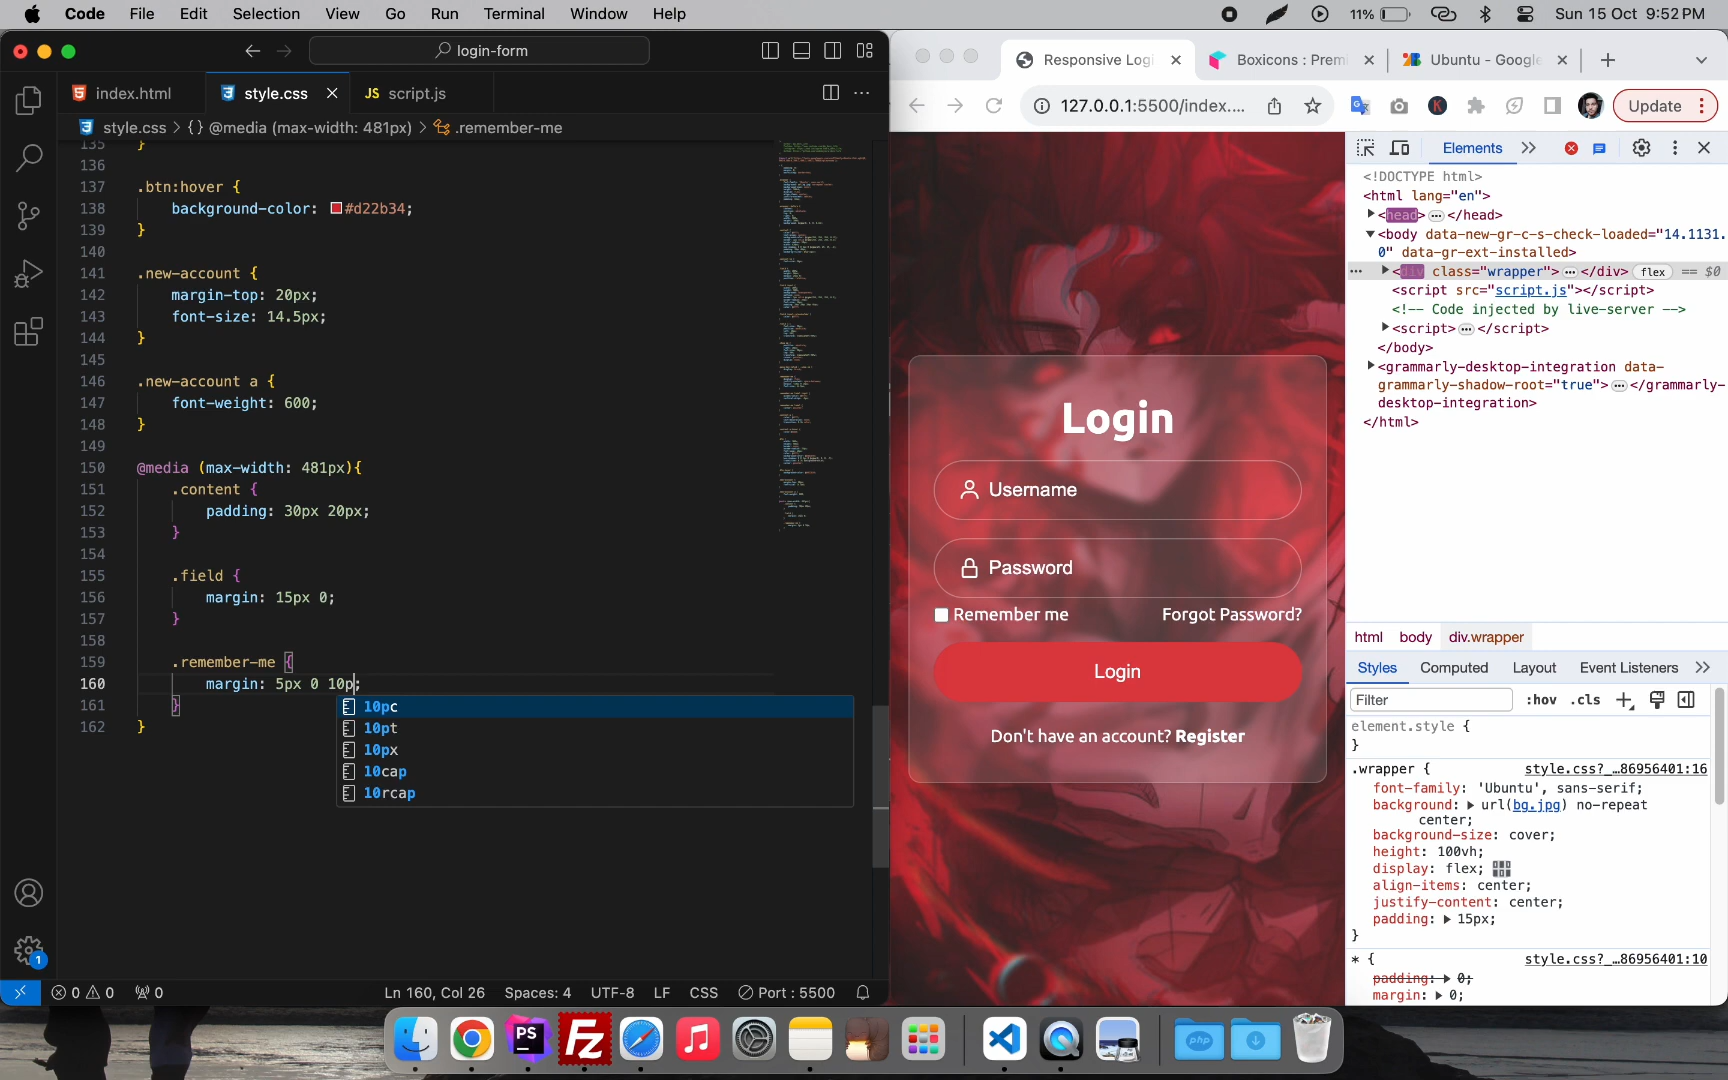 Code File Edit Selection View Go Run Terminal Window Help
11% Sun 15 Oct 9:52 PM
login-form
index.html style.css JS script.js
style.css > {} @media (max-width: 481px) > .remember-me
135 }
136
137 .btn:hover {
138 background-color: #d22b34;
139 }
140
141 .new-account {
142 margin-top: 20px;
143 font-size: 14.5px;
144 }
145
146 .new-account a {
147 font-weight: 600;
148 }
149
150 @media (max-width: 481px){
151 .content {
152 padding: 30px 20px;
153 }
154
155 .field {
156 margin: 15px 0;
157 }
158
159 .remember-me {
160 margin: 5px 0 10p;
161 }
162 }
10pc
10pt
10px
10cap
10rcap
1
0 0 0 Ln 160, Col 26 Spaces: 4 UTF-8 LF CSS Port : 5500
Responsive Logi Boxicons : Premi Ubuntu - Google
127.0.0.1:5500/index.... K Update
Login
Username
Password
Remember me Forgot Password?
Login
Don't have an account? Register
Elements
<!DOCTYPE html>
<html lang="en">
<head> … </head>
<body data-new-gr-c-s-check-loaded="14.1131.
0" data-gr-ext-installed>
<div class="wrapper"> … </div> flex == $0
<script src="script.js"></script>
<!-- Code injected by live-server -->
<script> … </script>
</body>
<grammarly-desktop-integration data-
grammarly-shadow-root="true"> … </grammarly-
desktop-integration>
</html>
html body div.wrapper
Styles Computed Layout Event Listeners
Filter :hov .cls
element.style {
}
.wrapper { style.css?_…86956401:16
font-family: 'Ubuntu', sans-serif;
background: url(bg.jpg) no-repeat
center;
background-size: cover;
height: 100vh;
display: flex;
align-items: center;
justify-content: center;
padding: 15px;
}
* { style.css?_…86956401:10
padding: 0;
margin: 0;
PS
Fz
php